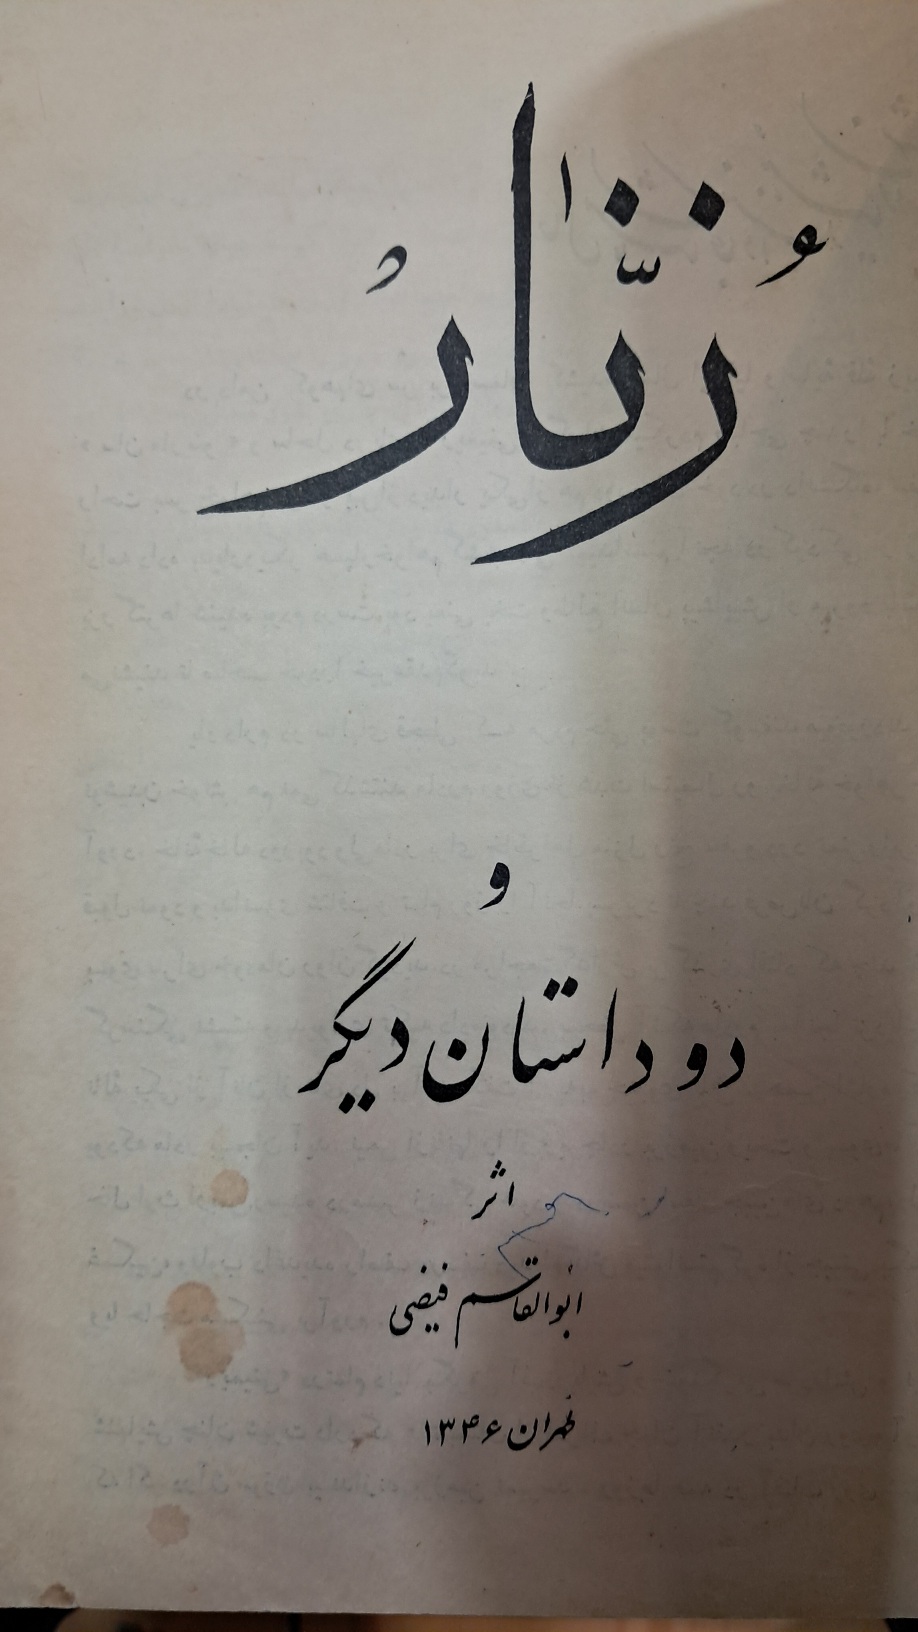 زُنّارُ
و
دو داستان دیگر
اثر
ابوالقاسم فیضی
طهران ۱۳۴۶